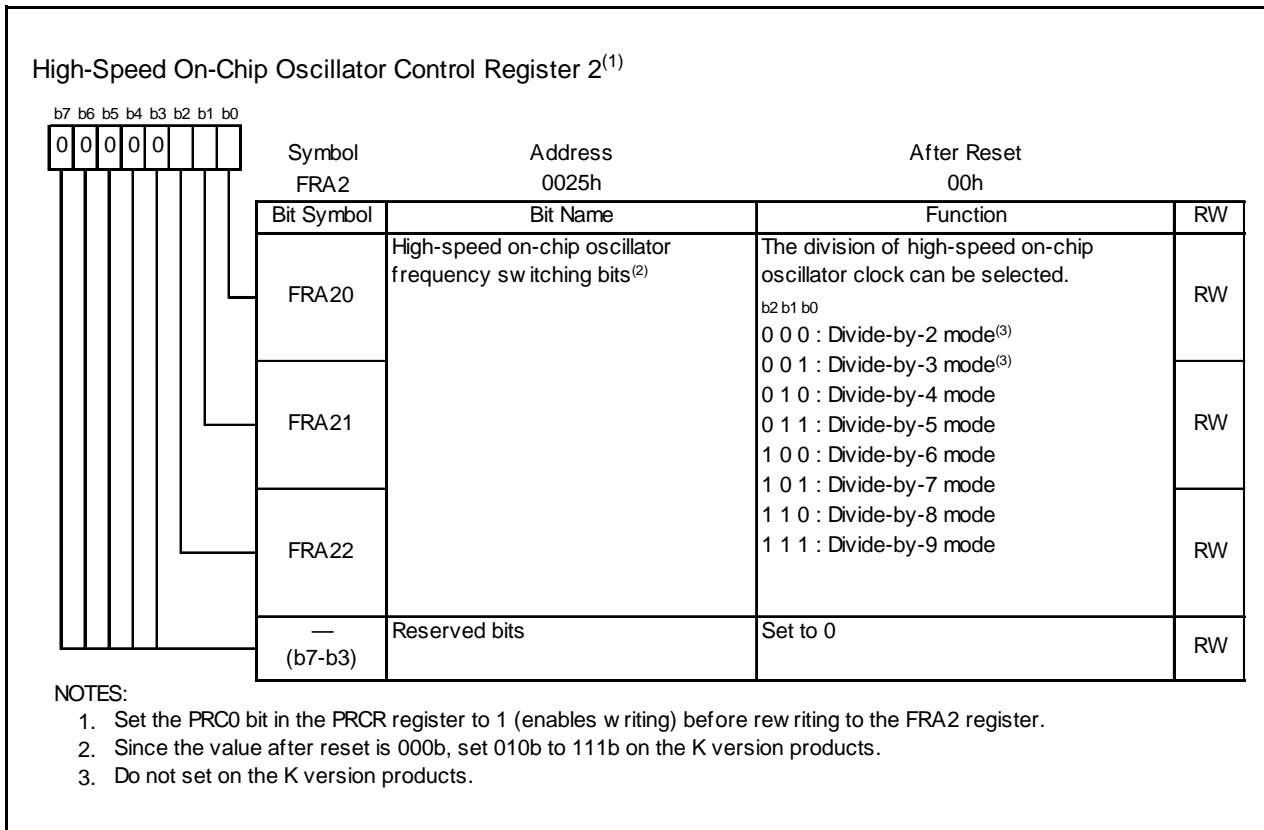 High-Speed On-Chip Oscillator Control Register 2(1)
b7 b6 b5 b4 b3 b2 b1 b0
0 0 0 0 0
Symbol Address After Reset
FRA2 0025h 00h
Bit Symbol Bit Name Function RW
FRA20 High-speed on-chip oscillator
frequency switching bits(2)
The division of high-speed on-chip
oscillator clock can be selected.
b2 b1 b0
0 0 0 : Divide-by-2 mode(3)
0 0 1 : Divide-by-3 mode(3)
0 1 0 : Divide-by-4 mode
0 1 1 : Divide-by-5 mode
1 0 0 : Divide-by-6 mode
1 0 1 : Divide-by-7 mode
1 1 0 : Divide-by-8 mode
1 1 1 : Divide-by-9 mode
RW
FRA21 RW
FRA22 RW
—
(b7-b3)
Reserved bits Set to 0 RW
NOTES:
1. Set the PRC0 bit in the PRCR register to 1 (enables writing) before rewriting to the FRA2 register.
2. Since the value after reset is 000b, set 010b to 111b on the K version products.
3. Do not set on the K version products.